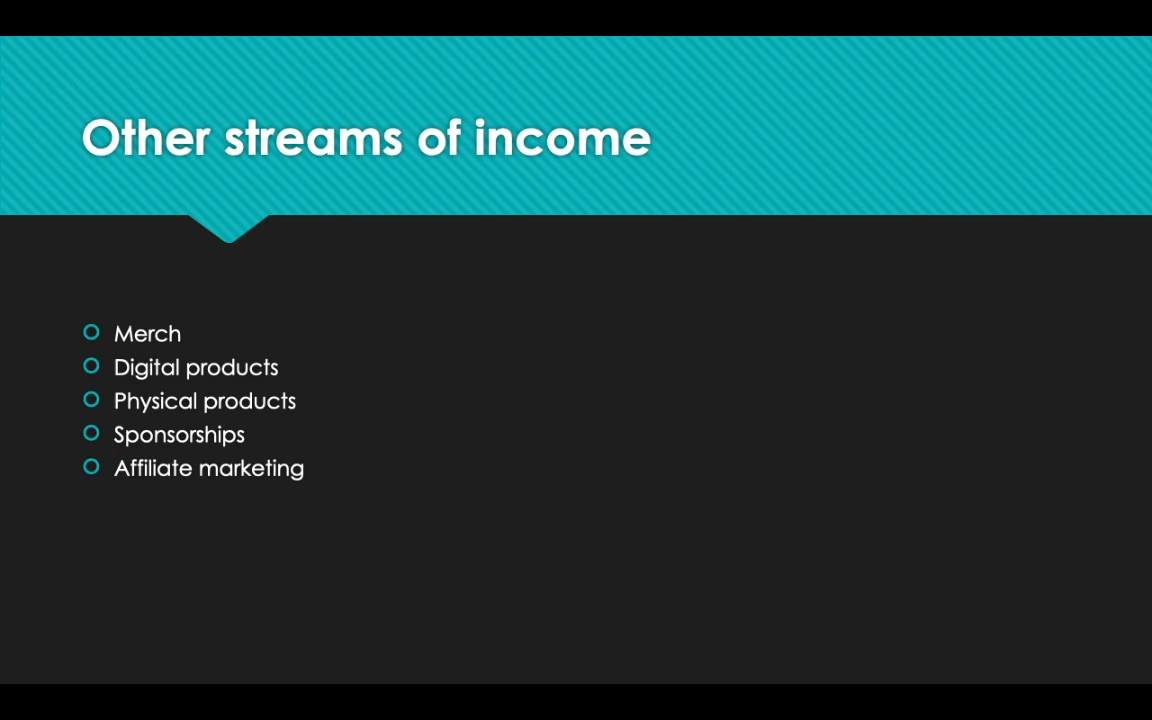 Other streams of income
Merch
Digital products
Physical products
Sponsorships
Affiliate marketing